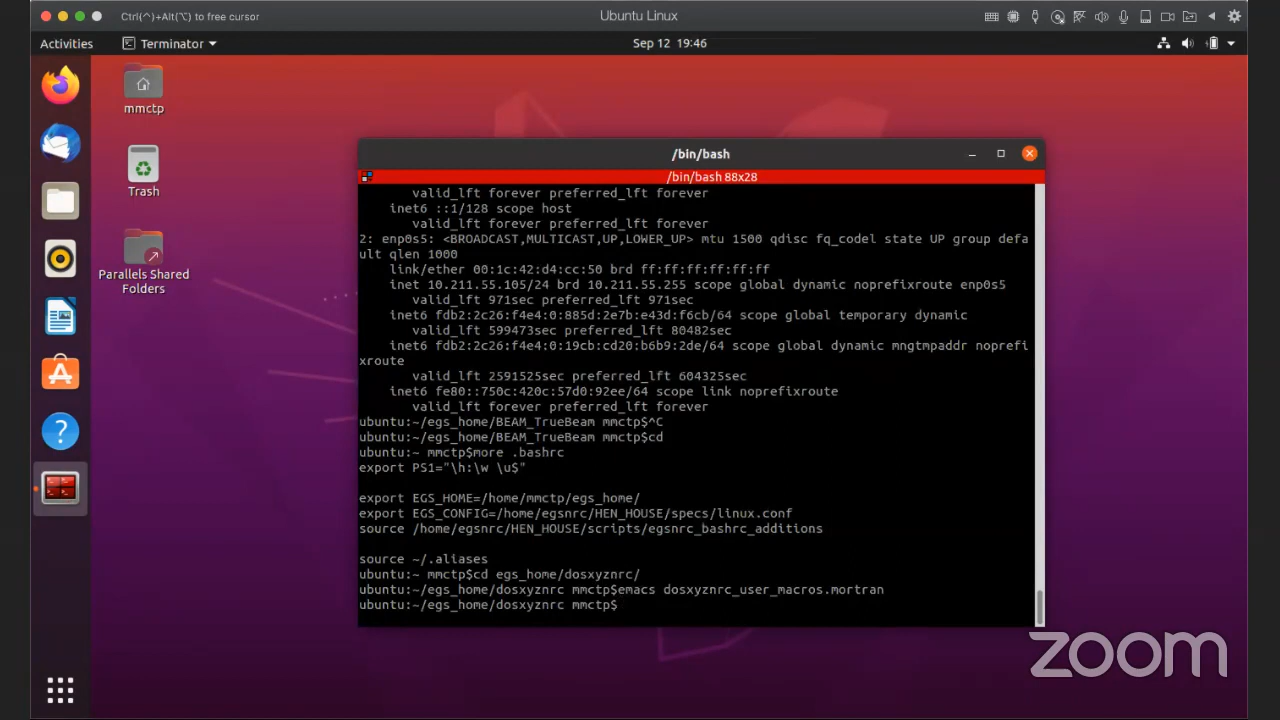 Ctrl(^)+Alt(⌥) to free cursor
Ubuntu Linux
Activities
Terminator
Sep 12 19:46
mmctp
Trash
Parallels Shared
Folders
/bin/bash
/bin/bash 88x28
valid_lft forever preferred_lft forever
inet6 ::1/128 scope host
valid_lft forever preferred_lft forever
2: enp0s5: <BROADCAST,MULTICAST,UP,LOWER_UP> mtu 1500 qdisc fq_codel state UP group defa
ult qlen 1000
link/ether 00:1c:42:d4:cc:50 brd ff:ff:ff:ff:ff:ff
inet 10.211.55.105/24 brd 10.211.55.255 scope global dynamic noprefixroute enp0s5
valid_lft 971sec preferred_lft 971sec
inet6 fdb2:2c26:f4e4:0:885d:2e7b:e43d:f6cb/64 scope global temporary dynamic
valid_lft 599473sec preferred_lft 80482sec
inet6 fdb2:2c26:f4e4:0:19cb:cd20:b6b9:2de/64 scope global dynamic mngtmpaddr noprefi
xroute
valid_lft 2591525sec preferred_lft 604325sec
inet6 fe80::750c:420c:57d0:92ee/64 scope link noprefixroute
valid_lft forever preferred_lft forever
ubuntu:~/egs_home/BEAM_TrueBeam mmctp$^C
ubuntu:~/egs_home/BEAM_TrueBeam mmctp$cd
ubuntu:~ mmctp$more .bashrc
export PS1="\h:\w \u$"
export EGS_HOME=/home/mmctp/egs_home/
export EGS_CONFIG=/home/egsnrc/HEN_HOUSE/specs/linux.conf
source /home/egsnrc/HEN_HOUSE/scripts/egsnrc_bashrc_additions
source ~/.aliases
ubuntu:~ mmctp$cd egs_home/dosxyznrc/
ubuntu:~/egs_home/dosxyznrc mmctp$emacs dosxyznrc_user_macros.mortran
ubuntu:~/egs_home/dosxyznrc mmctp$
zoom